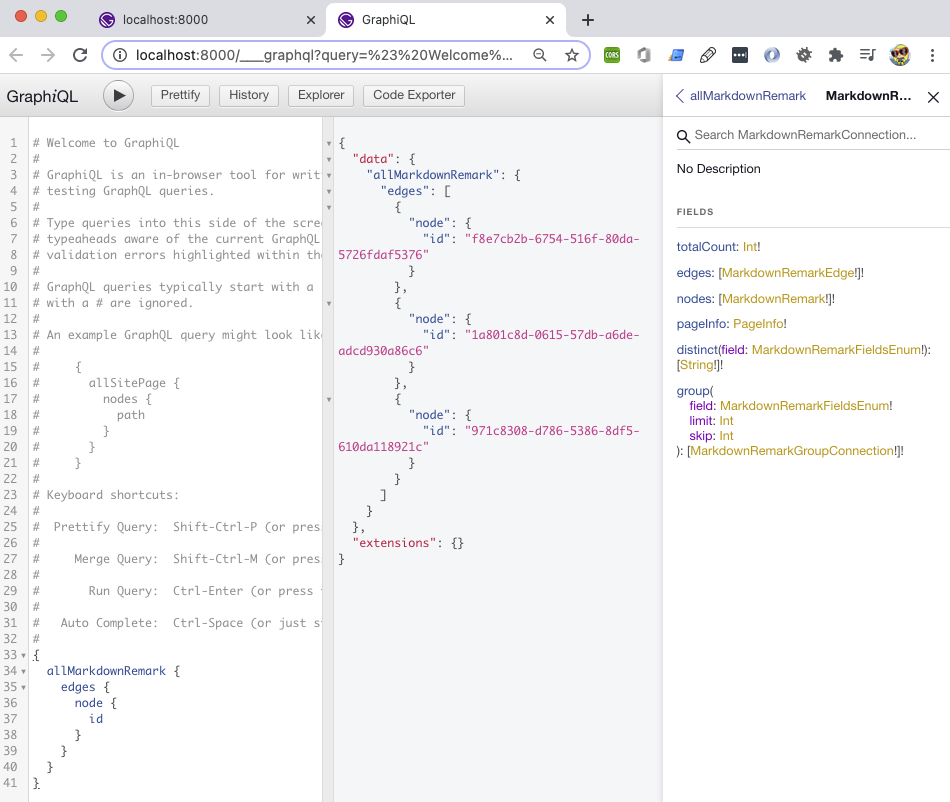 localhost:8000
GraphiQL
localhost:8000/___graphql?query=%23%20Welcome%...
CORS
GraphiQL
Prettify
History
Explorer
Code Exporter
1 # Welcome to GraphiQL
2 #
3 # GraphiQL is an in-browser tool for writ
4 # testing GraphQL queries.
5 #
6 # Type queries into this side of the scre
7 # typeaheads aware of the current GraphQL
8 # validation errors highlighted within the
9 #
10 # GraphQL queries typically start with a
11 # with a # are ignored.
12 #
13 # An example GraphQL query might look like
14 #
15 #     {
16 #       allSitePage {
17 #         nodes {
18 #           path
19 #         }
20 #       }
21 #     }
22 #
23 # Keyboard shortcuts:
24 #
25 #  Prettify Query:  Shift-Ctrl-P (or press
26 #
27 #     Merge Query:  Shift-Ctrl-M (or press
28 #
29 #       Run Query:  Ctrl-Enter (or press
30 #
31 #   Auto Complete:  Ctrl-Space (or just s
32 #
33 {
34   allMarkdownRemark {
35     edges {
36       node {
37         id
38       }
39     }
40   }
41 }
{
  "data": {
    "allMarkdownRemark": {
      "edges": [
        {
          "node": {
            "id": "f8e7cb2b-6754-516f-80da-
5726fdaf5376"
          }
        },
        {
          "node": {
            "id": "1a801c8d-0615-57db-a6de-
adcd930a86c6"
          }
        },
        {
          "node": {
            "id": "971c8308-d786-5386-8df5-
610da118921c"
          }
        }
      ]
    }
  },
  "extensions": {}
}
allMarkdownRemark
MarkdownR...
Search MarkdownRemarkConnection...
No Description
FIELDS
totalCount: Int!
edges: [MarkdownRemarkEdge!]!
nodes: [MarkdownRemark!]!
pageInfo: PageInfo!
distinct(field: MarkdownRemarkFieldsEnum!):
[String!]!
group(
field: MarkdownRemarkFieldsEnum!
limit: Int
skip: Int
): [MarkdownRemarkGroupConnection!]!